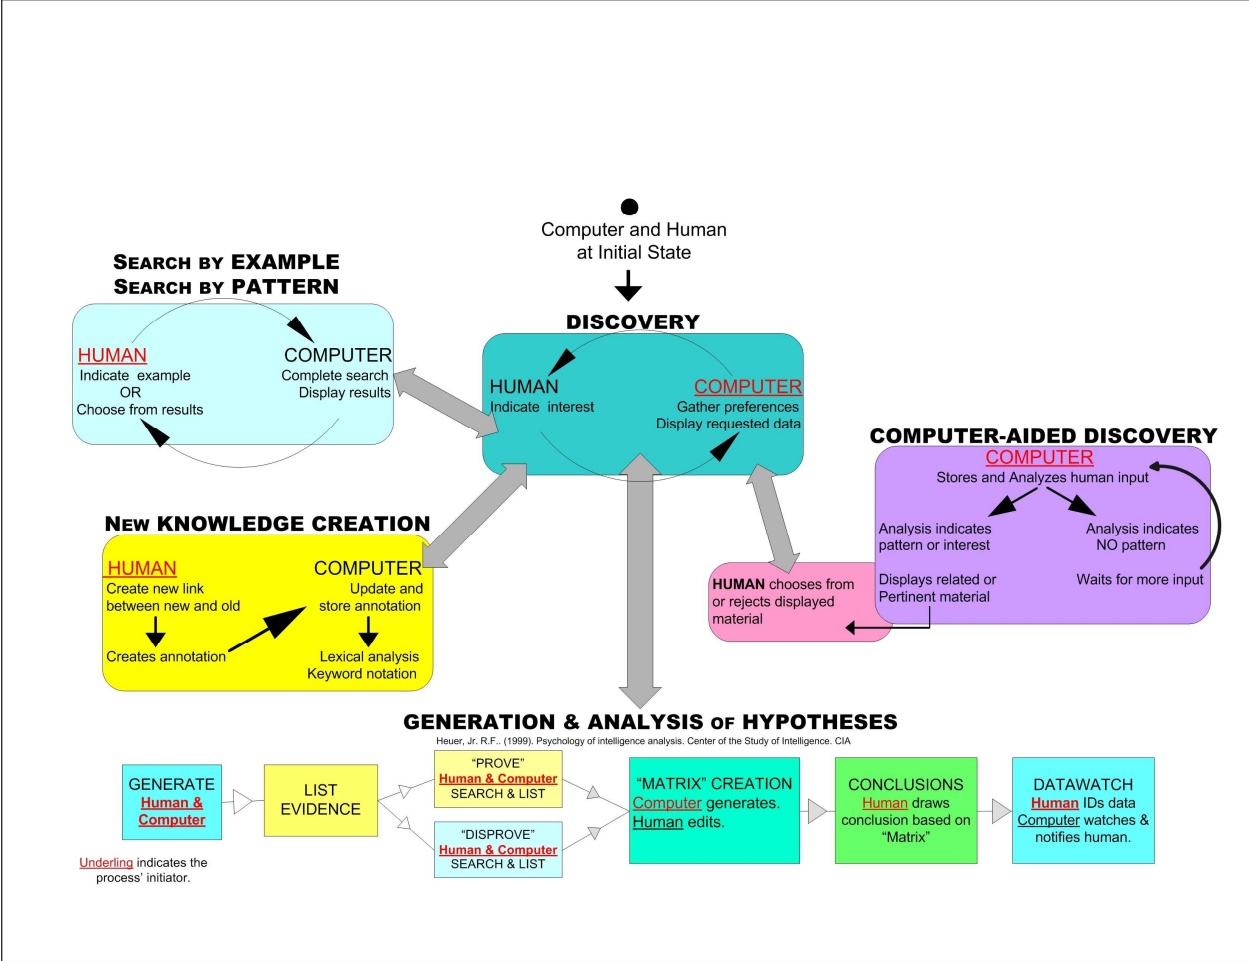 Computer and Human
at Initial State
SEARCH BY EXAMPLE
SEARCH BY PATTERN
HUMAN
Indicate example
OR
Choose from results
COMPUTER
Complete search
Display results
DISCOVERY
HUMAN
Indicate interest
COMPUTER
Gather preferences
Display requested data
COMPUTER-AIDED DISCOVERY
COMPUTER
Stores and Analyzes human input
Analysis indicates
pattern or interest
Analysis indicates
NO pattern
Displays related or
Pertinent material
Waits for more input
HUMAN chooses from
or rejects displayed
material
NEW KNOWLEDGE CREATION
HUMAN
Create new link
between new and old
Creates annotation
COMPUTER
Update and
store annotation
Lexical analysis
Keyword notation
GENERATION & ANALYSIS OF HYPOTHESES
Heuer, Jr. R.F.. (1999). Psychology of intelligence analysis. Center of the Study of Intelligence. CIA
GENERATE
Human &
Computer
LIST
EVIDENCE
“PROVE”
Human & Computer
SEARCH & LIST
“DISPROVE”
Human & Computer
SEARCH & LIST
“MATRIX” CREATION
Computer generates.
Human edits.
CONCLUSIONS
Human draws
conclusion based on
“Matrix”
DATAWATCH
Human IDs data
Computer watches &
notifies human.
Underling indicates the
process’ initiator.